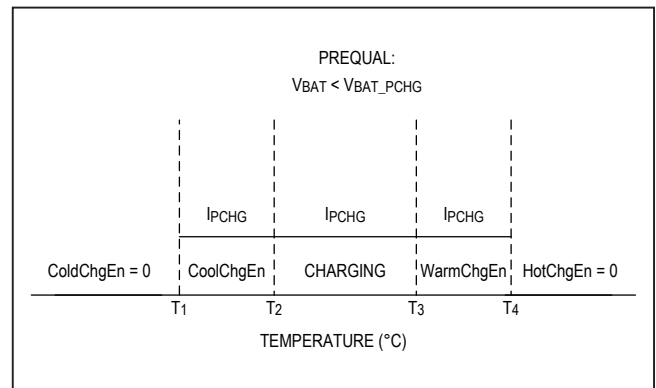 PREQUAL:
VBAT < VBAT_PCHG
IPCHG IPCHG IPCHG
ColdChgEn = 0 CoolChgEn CHARGING WarmChgEn HotChgEn = 0
T1 T2 T3 T4
TEMPERATURE (°C)